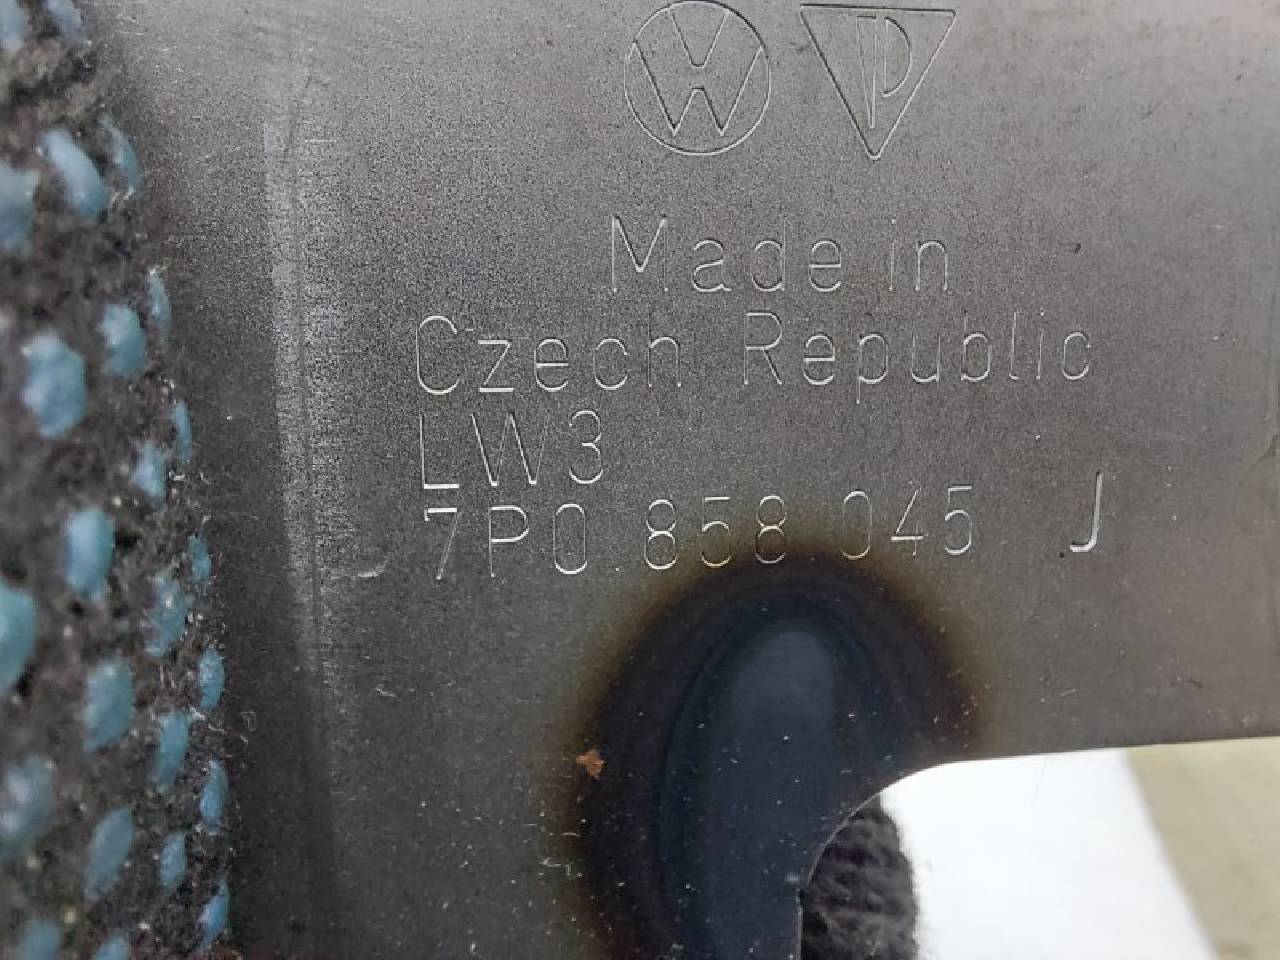 Made in
Czech Republic
LW3
7P0 858 045 J